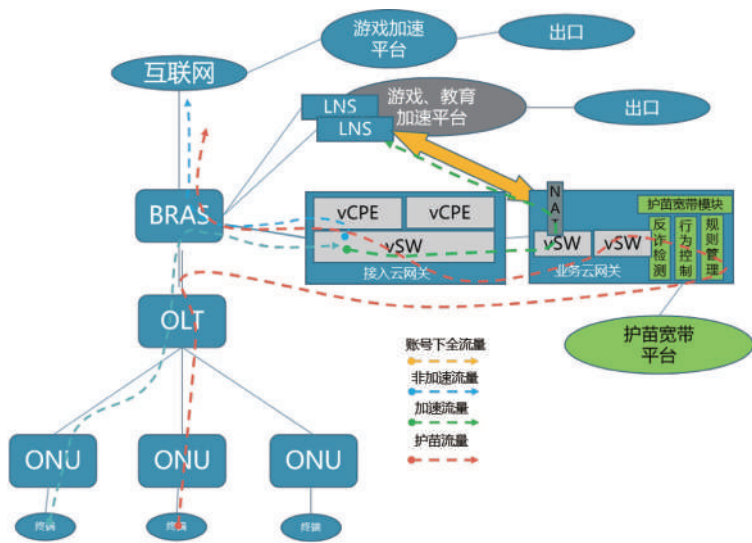 游戏加速
平台
出口
互联网
LNS
LNS
游戏、教育
加速平台
出口
BRAS
vCPE
vCPE
vSW
接入云网关
NAT
vSW
vSW
业务云网关
护苗宽带模块
反诈检测
行为控制
规则管理
OLT
护苗宽带
平台
账号下全流量
非加速流量
加速流量
护苗流量
ONU
ONU
ONU
终端
终端
终端